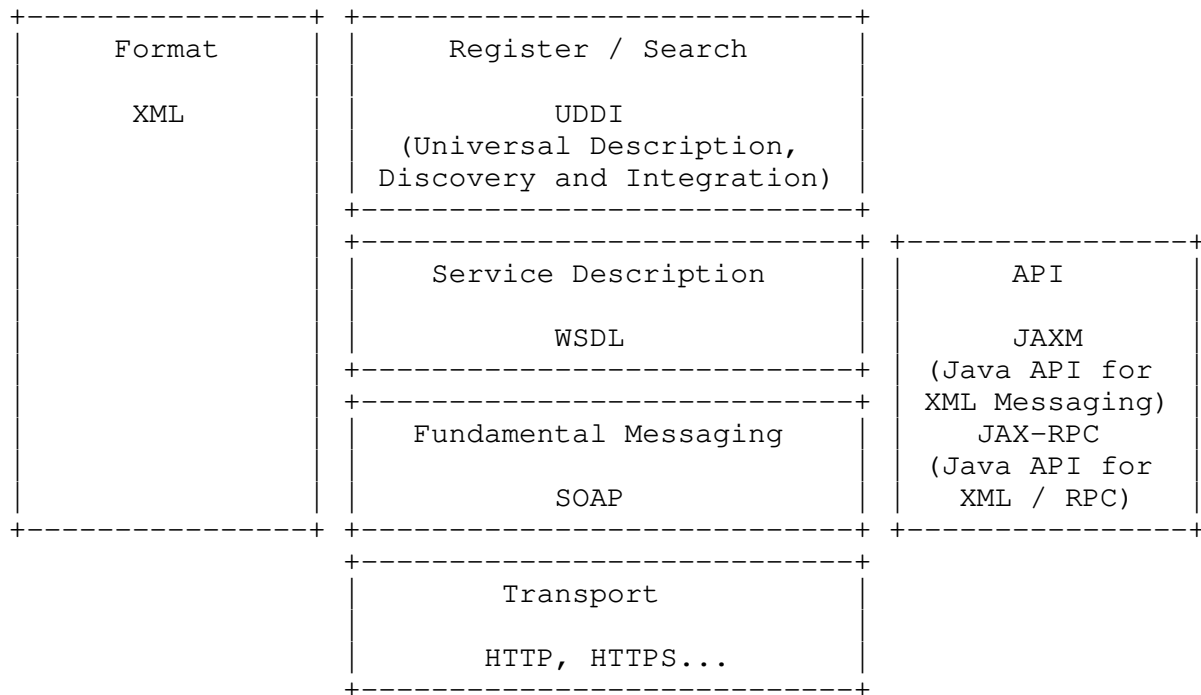 Format
XML
Register / Search
UDDI
(Universal Description,
Discovery and Integration)
Service Description
WSDL
Fundamental Messaging
SOAP
API
JAXM
(Java API for
XML Messaging)
JAX-RPC
(Java API for
XML / RPC)
Transport
HTTP, HTTPS...